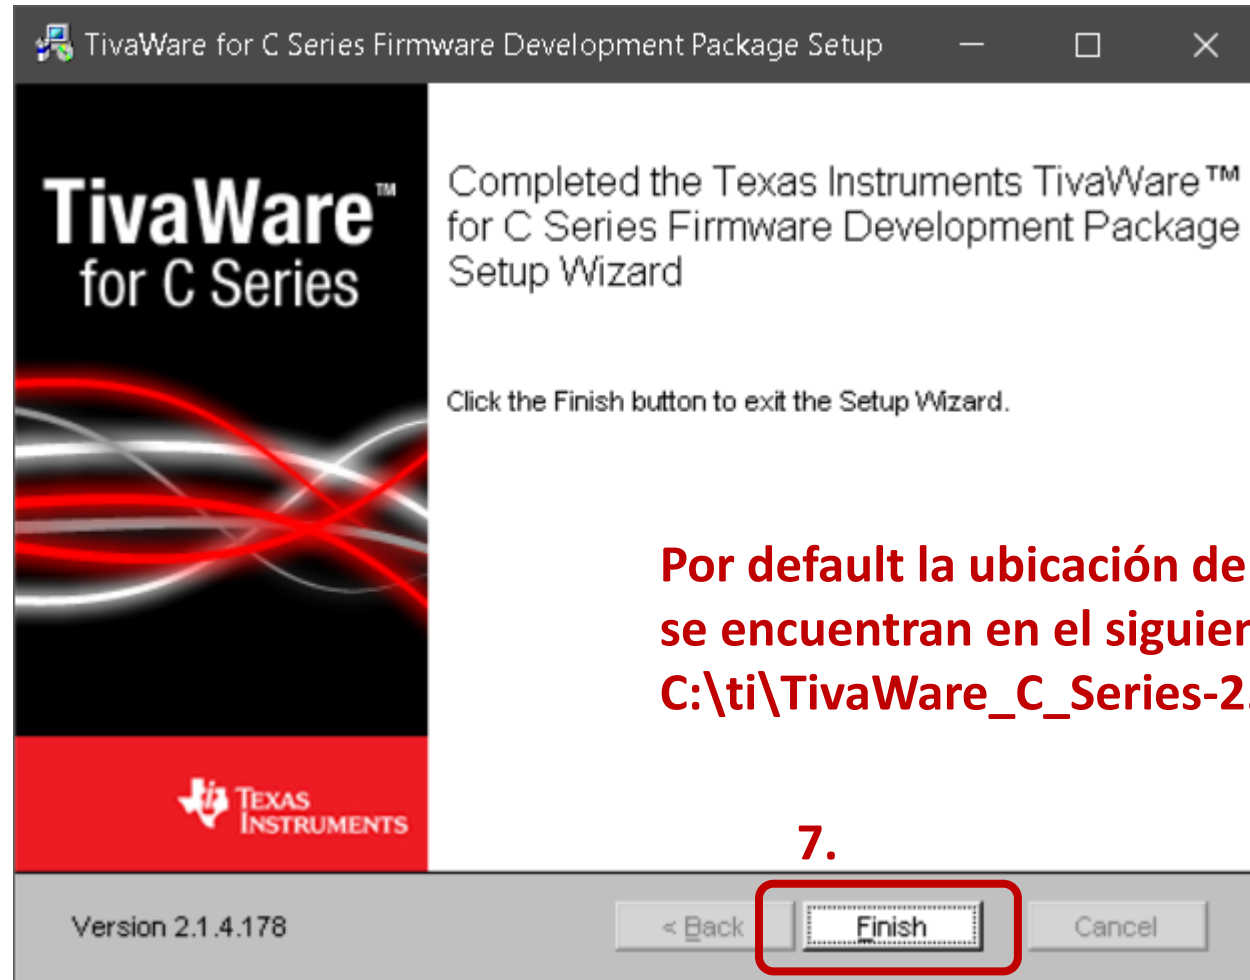 TivaWare for C Series Firmware Development Package Setup
TivaWare™
for C Series
Completed the Texas Instruments TivaWare™
for C Series Firmware Development Package
Setup Wizard
Click the Finish button to exit the Setup Wizard.
Por default la ubicación de
se encuentran en el
C:\ti\TivaWare_C_Series-2.
TEXAS
INSTRUMENTS
7.
Version 2.1.4.178
< Back
Finish
Cancel